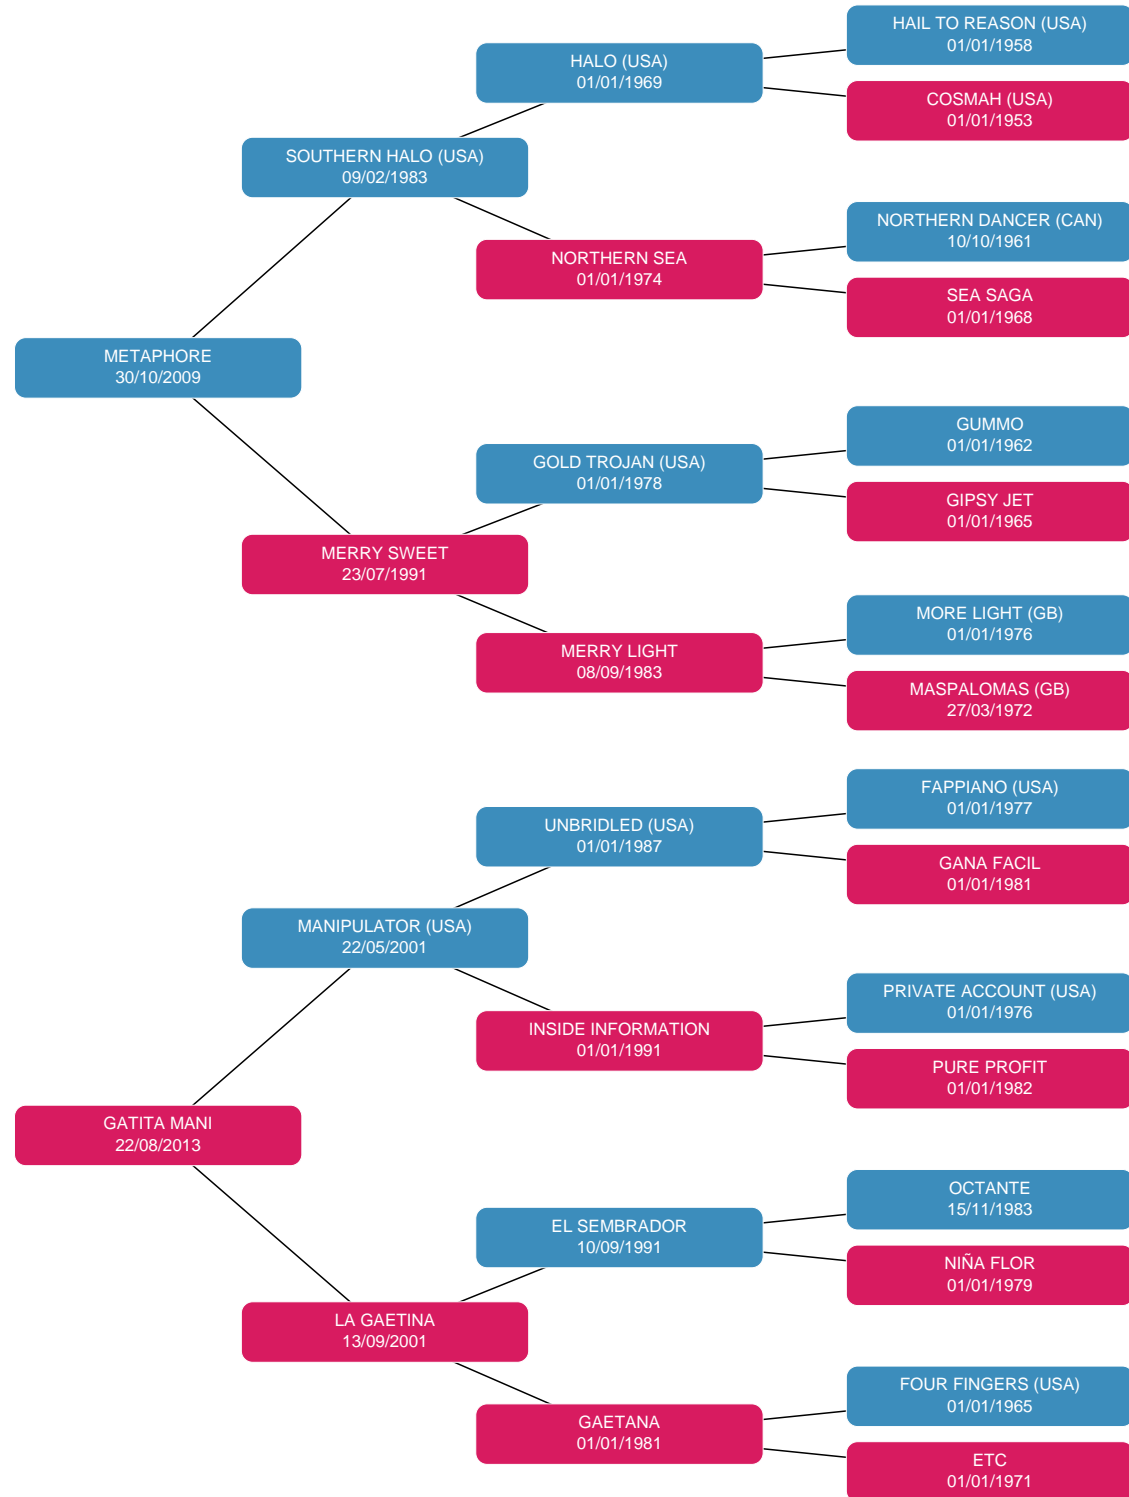 HAIL TO REASON (USA)
01/01/1958
HALO (USA)
01/01/1969
COSMAH (USA)
01/01/1953
SOUTHERN HALO (USA)
09/02/1983
NORTHERN DANCER (CAN)
10/10/1961
NORTHERN SEA
01/01/1974
SEA SAGA
01/01/1968
METAPHORE
30/10/2009
GUMMO
01/01/1962
GOLD TROJAN (USA)
01/01/1978
GIPSY JET
01/01/1965
MERRY SWEET
23/07/1991
MORE LIGHT (GB)
01/01/1976
MERRY LIGHT
08/09/1983
MASPALOMAS (GB)
27/03/1972
FAPPIANO (USA)
01/01/1977
UNBRIDLED (USA)
01/01/1987
GANA FACIL
01/01/1981
MANIPULATOR (USA)
22/05/2001
PRIVATE ACCOUNT (USA)
01/01/1976
INSIDE INFORMATION
01/01/1991
PURE PROFIT
01/01/1982
GATITA MANI
22/08/2013
OCTANTE
15/11/1983
EL SEMBRADOR
10/09/1991
NIÑA FLOR
01/01/1979
LA GAETINA
13/09/2001
FOUR FINGERS (USA)
01/01/1965
GAETANA
01/01/1981
ETC
01/01/1971